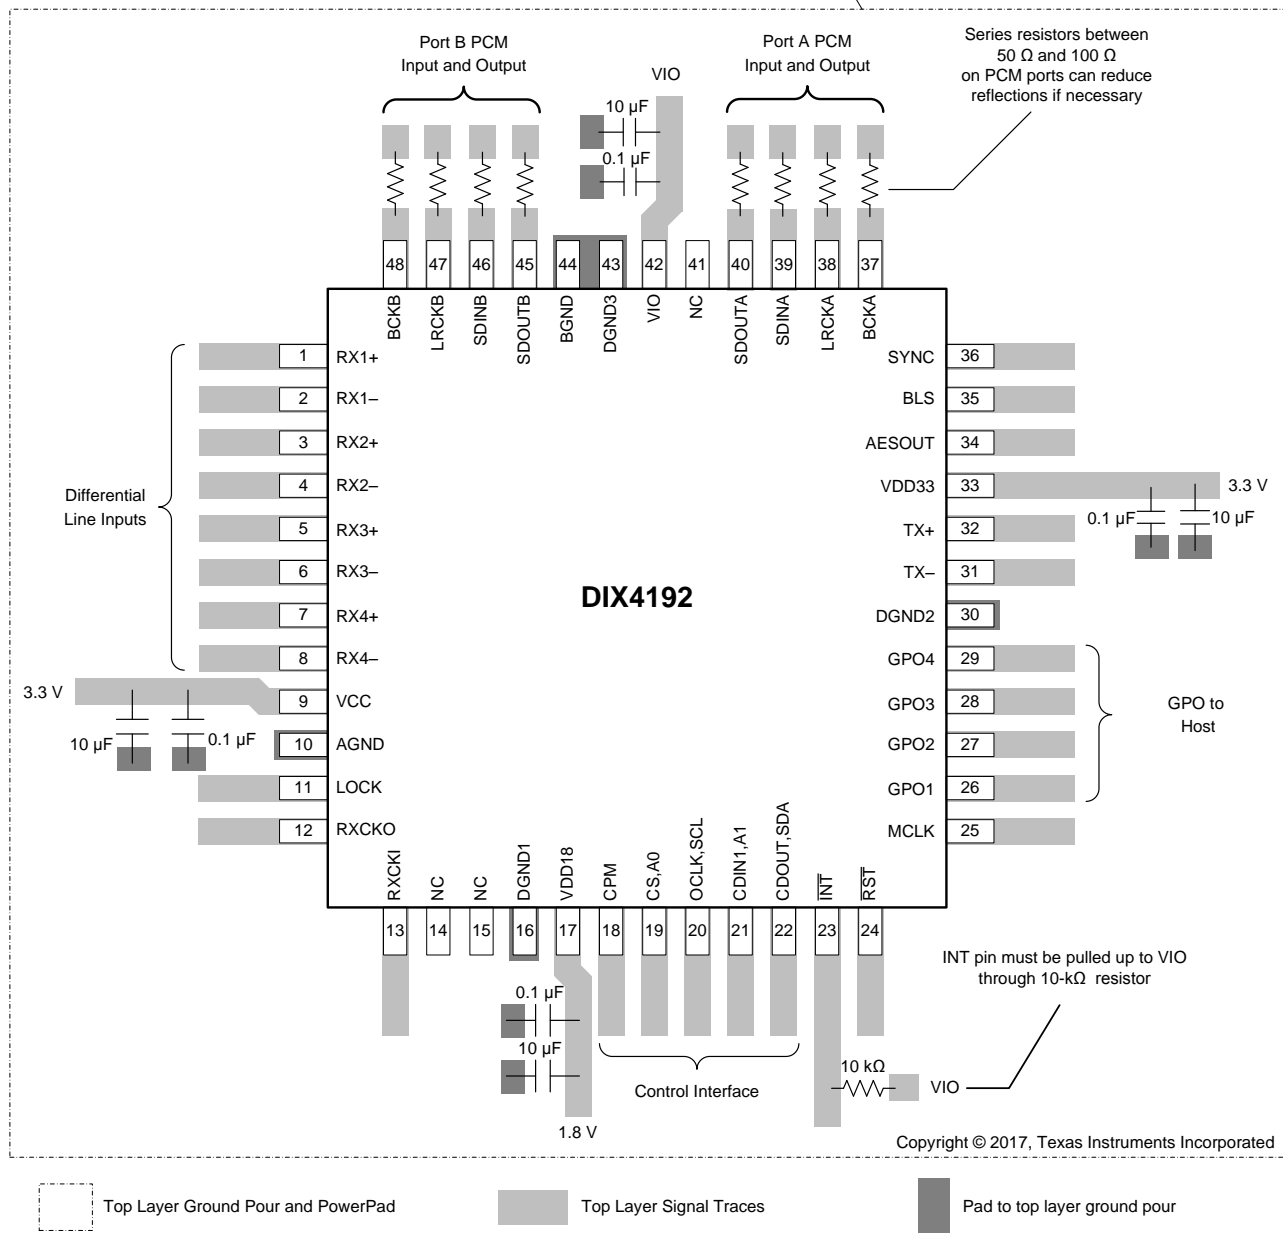 Port B PCM
Input and Output
VIO
Port A PCM
Input and Output
Series resistors between
50 Ω and 100 Ω
on PCM ports can reduce
reflections if necessary
10 µF
0.1 µF
48
47
46
45
44
43
42
41
40
39
38
37
BCKB
LRCKB
SDINB
SDOUTB
BGND
DGND3
VIO
NC
SDOUTA
SDINA
LRCKA
BCKA
1 RX1+
2 RX1–
3 RX2+
4 RX2–
5 RX3+
6 RX3–
7 RX4+
8 RX4–
9 VCC
10 AGND
11 LOCK
12 RXCKO
Differential
Line Inputs
3.3 V
10 µF
0.1 µF
DIX4192
SYNC 36
BLS 35
AESOUT 34
VDD33 33
TX+ 32
TX– 31
DGND2 30
GPO4 29
GPO3 28
GPO2 27
GPO1 26
MCLK 25
3.3 V
0.1 µF
10 µF
GPO to
Host
RXCKI
NC
NC
DGND1
VDD18
CPM
CS,A0
OCLK,SCL
CDIN1,A1
CDOUT,SDA
INT
RST
13
14
15
16
17
18
19
20
21
22
23
24
0.1 µF
10 µF
1.8 V
Control Interface
INT pin must be pulled up to VIO
through 10-kΩ resistor
10 kΩ
VIO
Copyright © 2017, Texas Instruments Incorporated
Top Layer Ground Pour and PowerPad
Top Layer Signal Traces
Pad to top layer ground pour